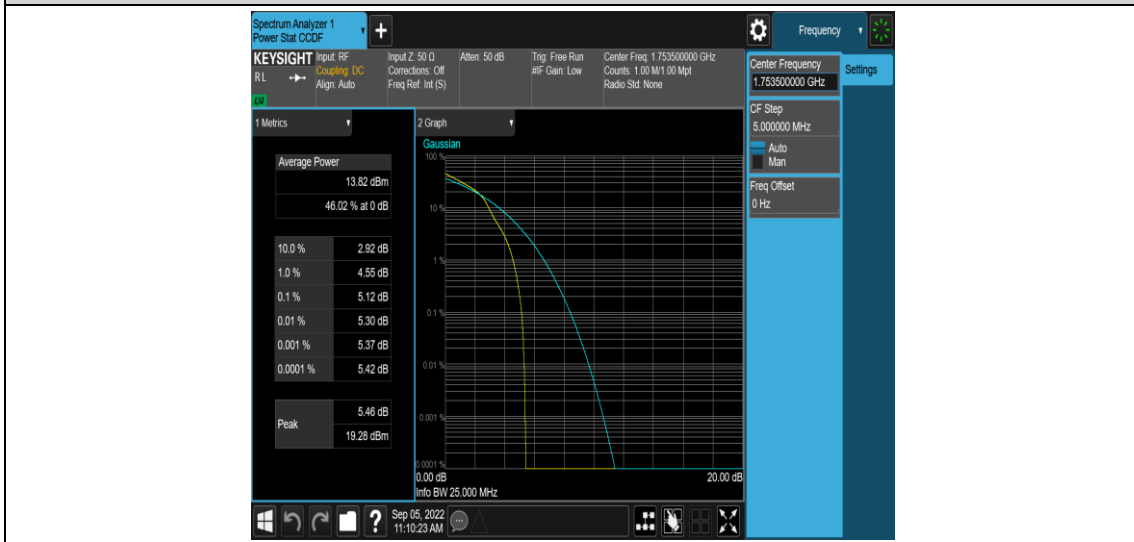 Spectrum Analyzer 1
Power Stat CCDF
+
Frequency
KEYSIGHT
RL
LXI
Input: RF
Coupling: DC
Align: Auto
Input Z: 50 Ω
Corrections: Off
Freq Ref: Int (S)
Atten: 50 dB
Trig: Free Run
#IF Gain: Low
Center Freq: 1.753500000 GHz
Counts: 1.00 M/1.00 Mpt
Radio Std: None
Center Frequency
1.753500000 GHz
Settings
CF Step
5.000000 MHz
Auto
Man
Freq Offset
0 Hz
1 Metrics
Average Power
13.82 dBm
46.02 % at 0 dB
10.0 % 2.92 dB
1.0 % 4.55 dB
0.1 % 5.12 dB
0.01 % 5.30 dB
0.001 % 5.37 dB
0.0001 % 5.42 dB
Peak
5.46 dB
19.28 dBm
2 Graph
Gaussian
100 %
10 %
1 %
0.1 %
0.01 %
0.001 %
0.0001 %
0.00 dB 20.00 dB
Info BW 25.000 MHz
?
Sep 05, 2022
11:10:23 AM